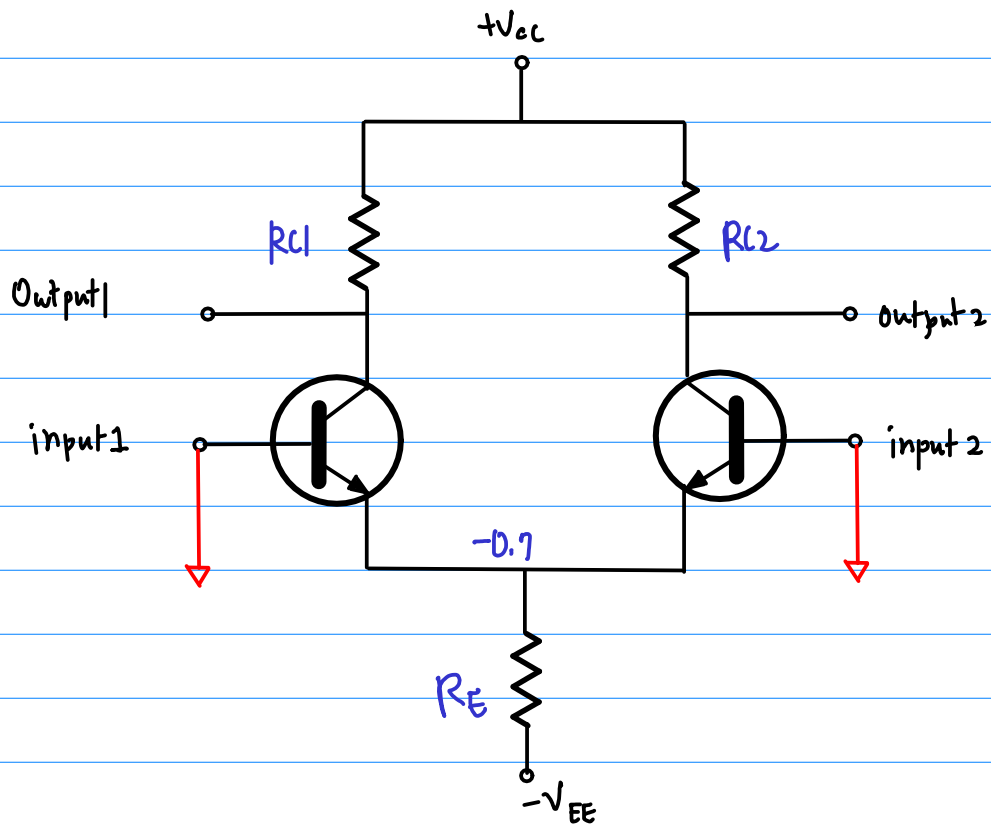 +Vcc
RC1
RC2
Output1
output2
input1
input2
-0.7
RE
-VEE